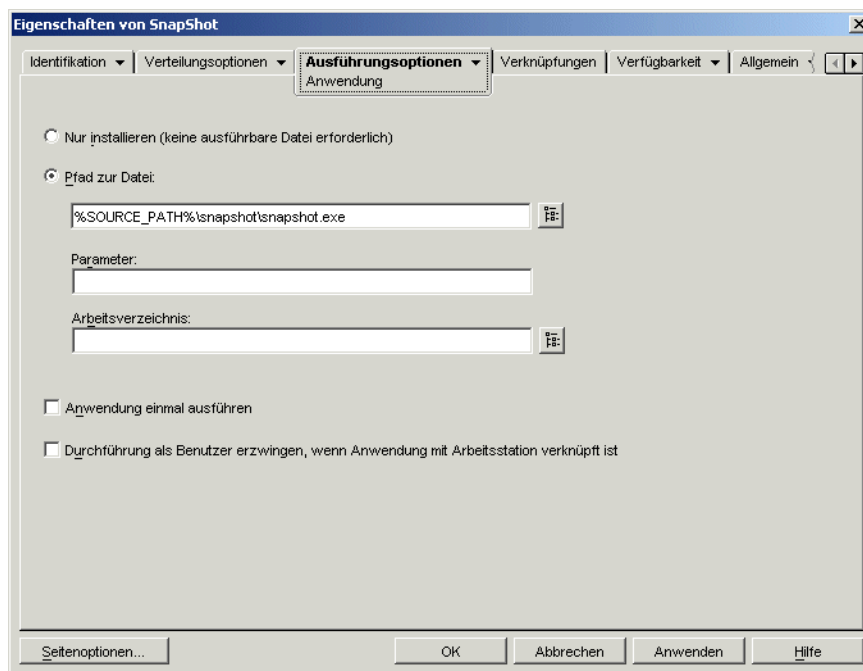 Eigenschaften von SnapShot
Identifikation Verteilungsoptionen Ausführungsoptionen Verknüpfungen Verfügbarkeit Allgemein
Anwendung
Nur installieren (keine ausführbare Datei erforderlich)
Pfad zur Datei:
%SOURCE_PATH%\snapshot\snapshot.exe
Parameter:
Arbeitsverzeichnis:
Anwendung einmal ausführen
Durchführung als Benutzer erzwingen, wenn Anwendung mit Arbeitsstation verknüpft ist
Seitenoptionen... OK Abbrechen Anwenden Hilfe